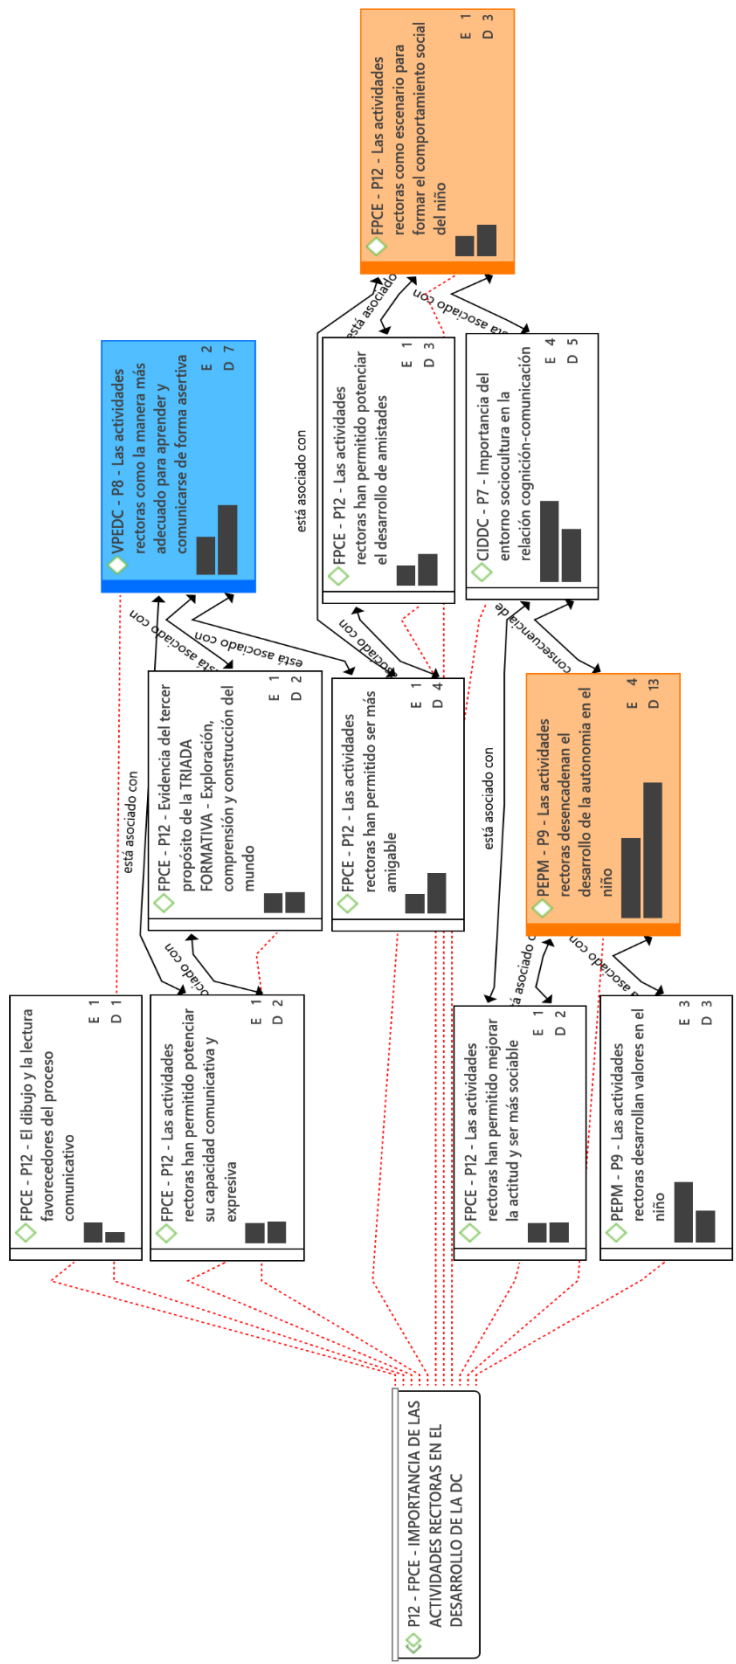 FPCE - P12 - El dibujo y la lectura
favorecedores del proceso
comunicativo
E 1
D 1
VPEDC - P8 - Las actividades
rectoras como la manera más
adecuado para aprender y
comunicarse de forma asertiva
E 2
D 7
está asociado con
está asociado con
está asociado con
está asociado con
FPCE - P12 - Las actividades
rectoras han permitido potenciar
su capacidad comunicativa y
expresiva
E 1
D 2
ociado con
FPCE - P12 - Evidencia del tercer
propósito de la TRIADA
FORMATIVA - Exploración,
comprensión y construcción del
mundo
E 1
D 2
está asociado con
FPCE - P12 - Las actividades
rectoras han permitido ser más
amigable
E 1
D 4
asociado con
FPCE - P12 - Las actividades
rectoras han permitido potenciar
el desarrollo de amistades
E 1
D 3
está asociado
FPCE - P12 - Las actividades
rectoras como escenario para
formar el comportamiento social
del niño
E 1
D 3
está asociado con
P12 - FPCE - IMPORTANCIA DE LAS
ACTIVIDADES RECTORAS EN EL
DESARROLLO DE LA DC
FPCE - P12 - Las actividades
rectoras han permitido mejorar
la actitud y ser más sociable
E 1
D 2
está asociado con
CIDDC - P7 - Importancia del
entorno sociocultura en la
relación cognición-comunicación
E 4
D 5
consecuencia de
asociado
PEPM - P9 - Las actividades
rectoras desencadenan el
desarrollo de la autonomia en el
niño
E 4
D 13
asociado con
PEPM - P9 - Las actividades
rectoras desarrollan valores en el
niño
E 3
D 3